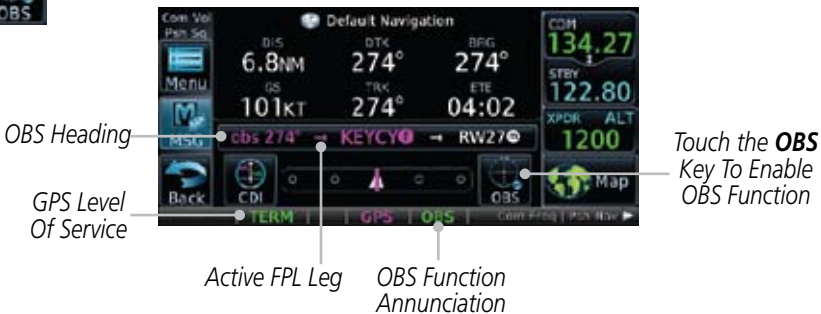 OBS
Com Vol
Psh Sq
Default Navigation
COM
134.27
DIS
6.8NM
DTK
274°
BRG
274°
Menu
STBY
122.80
GS
101KT
TRK
274°
ETE
04:02
MSG
XPDR ALT
1200
OBS Heading
obs 274° → KEYCY → RW27
Touch the OBS
Key To Enable
OBS Function
Back
CDI
OBS
Map
GPS Level
Of Service
TERM GPS OBS Com Freq | Psh Nav
Active FPL Leg
OBS Function
Annunciation